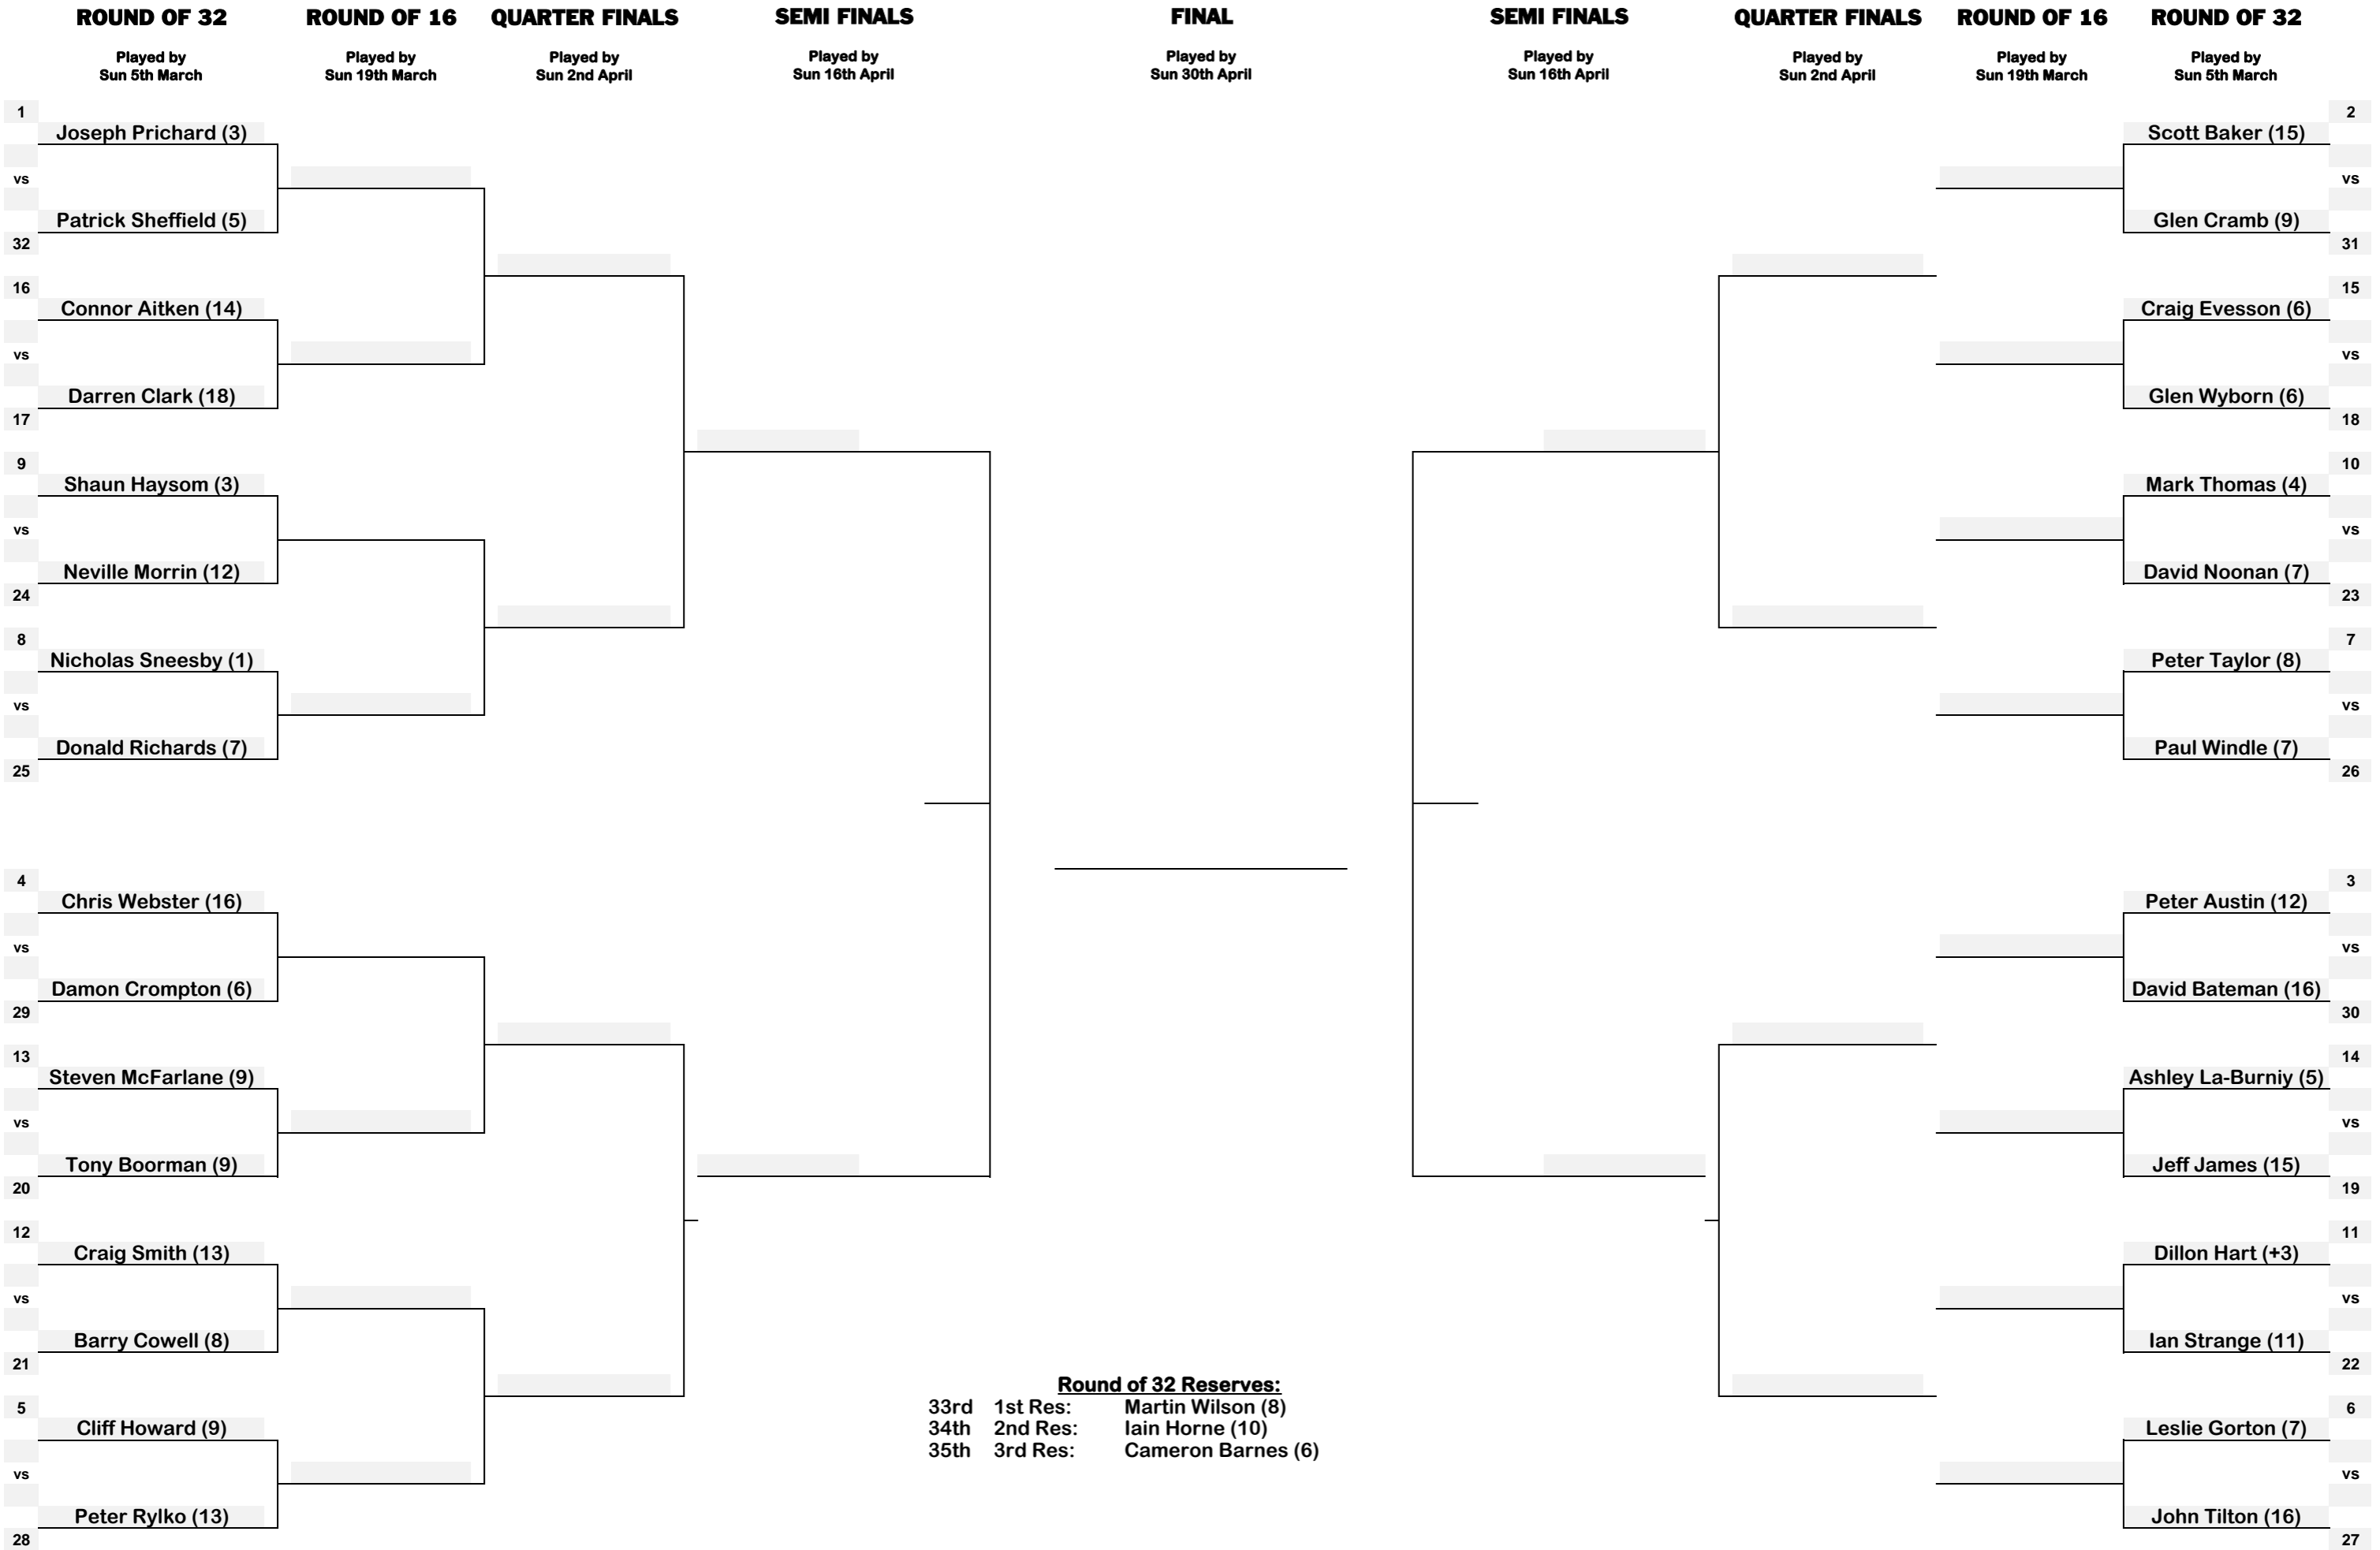 ROUND OF 32 ROUND OF 16 QUARTER FINALS SEMI FINALS FINAL SEMI FINALS QUARTER FINALS ROUND OF 16 ROUND OF 32
Played by Played by Played by Played by Played by Played by Played by Played by Played by
Sun 5th March Sun 19th March Sun 2nd April Sun 16th April Sun 30th April Sun 16th April Sun 2nd April Sun 19th March Sun 5th March
1 2
Joseph Prichard (3) Scott Baker (15)
vs vs
Patrick Sheffield (5) Glen Cramb (9)
32 31
16 15
Connor Aitken (14) Craig Evesson (6)
vs vs
Darren Clark (18) Glen Wyborn (6)
17 18
9 10
Shaun Haysom (3) Mark Thomas (4)
vs vs
Neville Morrin (12) David Noonan (7)
24 23
8 7
Nicholas Sneesby (1) Peter Taylor (8)
vs vs
Donald Richards (7) Paul Windle (7)
25 26
4 3
Chris Webster (16) Peter Austin (12)
vs vs
Damon Crompton (6) David Bateman (16)
29 30
13 14
Steven McFarlane (9) Ashley La-Burniy (5)
vs vs
Tony Boorman (9) Jeff James (15)
20 19
12 11
Craig Smith (13) Dillon Hart (+3)
vs vs
Barry Cowell (8) Ian Strange (11)
21 22
Round of 32 Reserves:
5 33rd 1st Res: Martin Wilson (8) 6
Cliff Howard (9) 34th 2nd Res: Iain Horne (10) Leslie Gorton (7)
35th 3rd Res: Cameron Barnes (6)
vs vs
Peter Rylko (13) John Tilton (16)
28 27